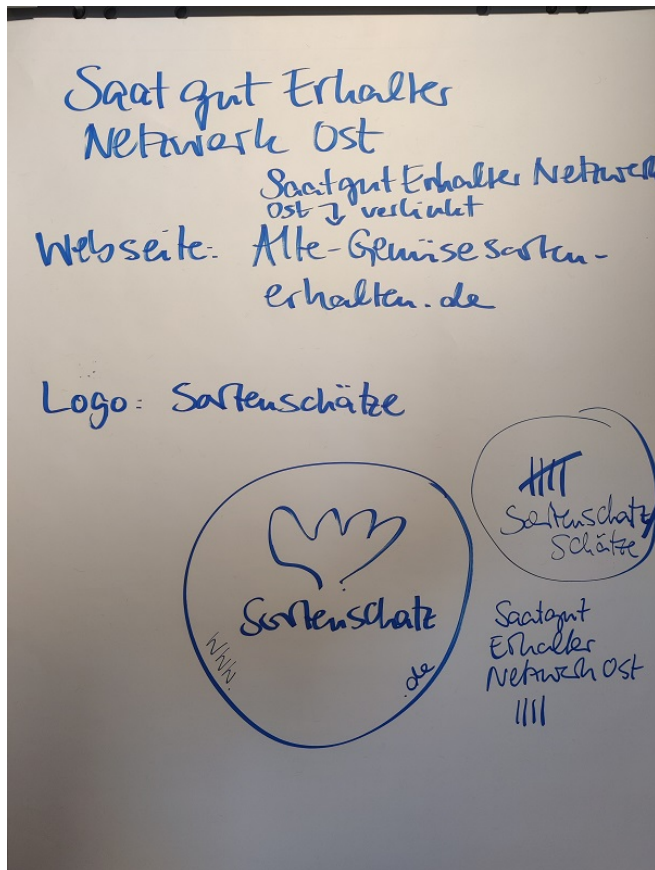 Saatgut Erhalter
Netzwerk Ost
Saatgut Erhalter Netzwerk
Ost ↓ verlinkt
Webseite: Alte-Gemüsesorten-
erhalten.de
Logo: Sortenschätze
Sortenschatz
www.
.de
Sortenschatz
Schätze
Saatgut
Erhalter
Netzwerk Ost